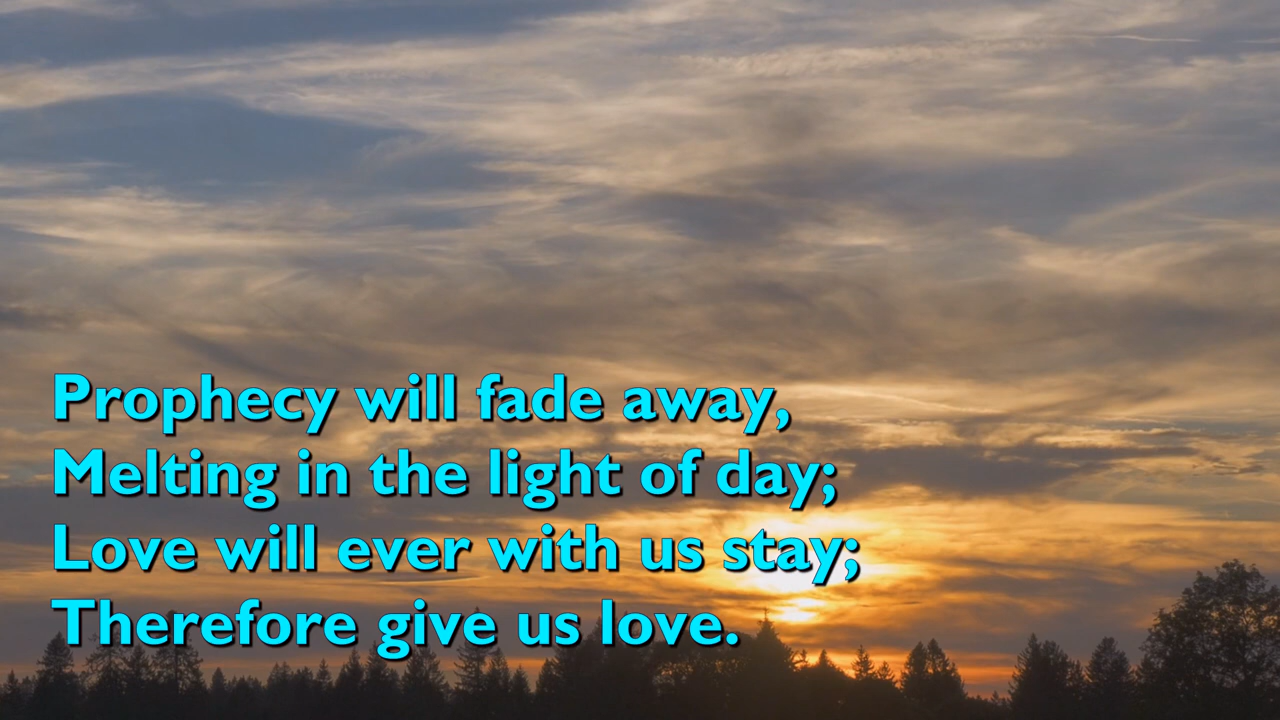 Prophecy will fade away,
Melting in the light of day;
Love will ever with us stay;
Therefore give us love.